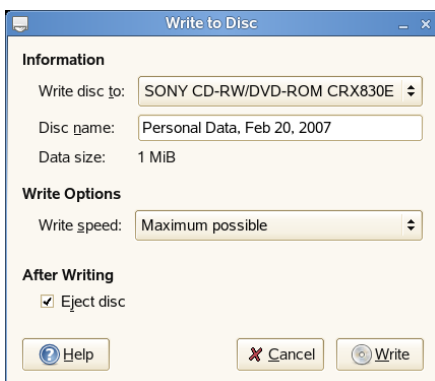 Write to Disc
Information
Write disc to: SONY CD-RW/DVD-ROM CRX830E
Disc name: Personal Data, Feb 20, 2007
Data size: 1 MiB
Write Options
Write speed: Maximum possible
After Writing
Eject disc
Help Cancel Write